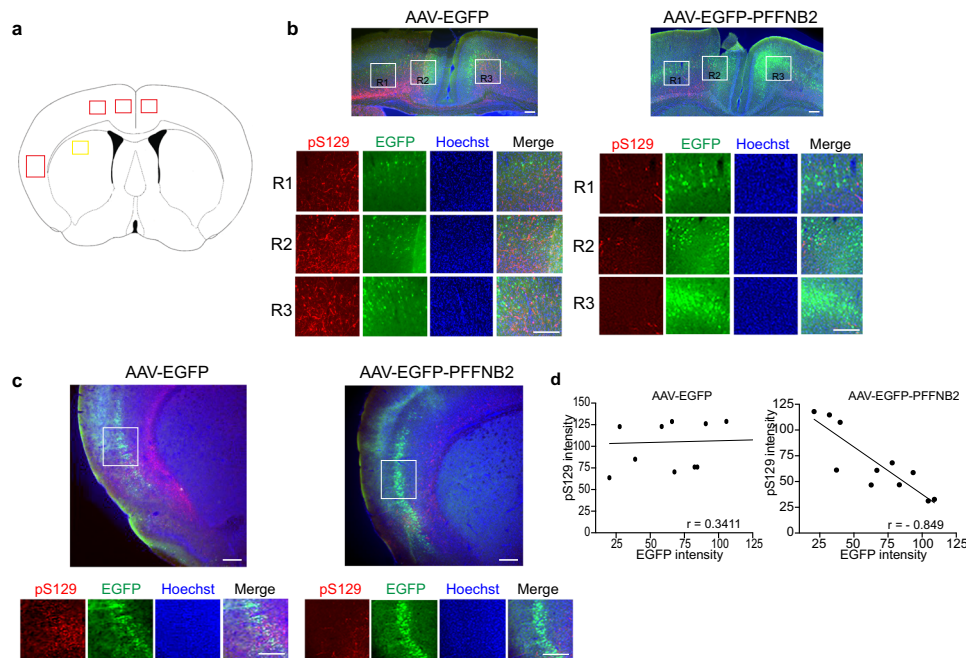 a
b
AAV-EGFP
AAV-EGFP-PFFNB2
R1
R2
R3
R1
R2
R3
pS129 EGFP Hoechst Merge
R1
R2
R3
pS129 EGFP Hoechst Merge
R1
R2
R3
c
AAV-EGFP
AAV-EGFP-PFFNB2
pS129 EGFP Hoechst Merge
pS129 EGFP Hoechst Merge
d
AAV-EGFP
pS129 intensity
150
125
100
75
50
25
0
25 50 75 100 125
r = 0.3411
EGFP intensity
AAV-EGFP-PFFNB2
pS129 intensity
125
100
75
50
25
0
25 50 75 100 125
r = - 0.849
EGFP intensity